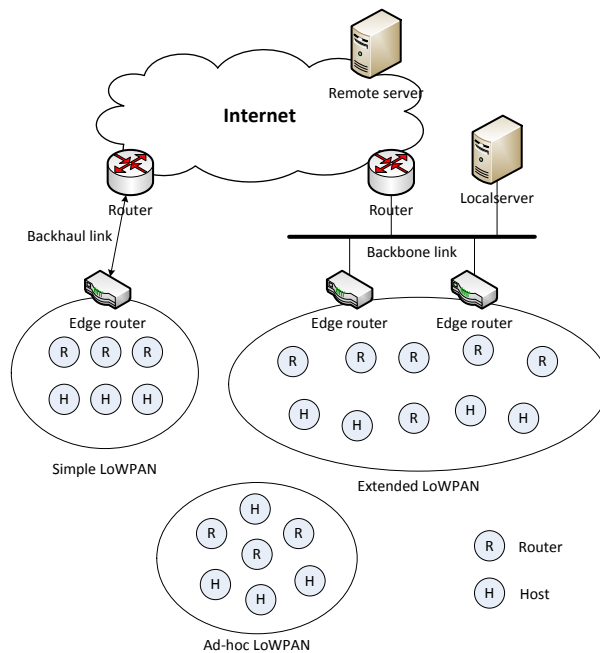 Remote server
Internet
Router
Router
Localserver
Backhaul link
Backbone link
Edge router
Edge router
Edge router
R R R
H H H
R R R R R
H H R H H
Simple LoWPAN
Extended LoWPAN
H
R R
R
H H
H
R Router
H Host
Ad-hoc LoWPAN